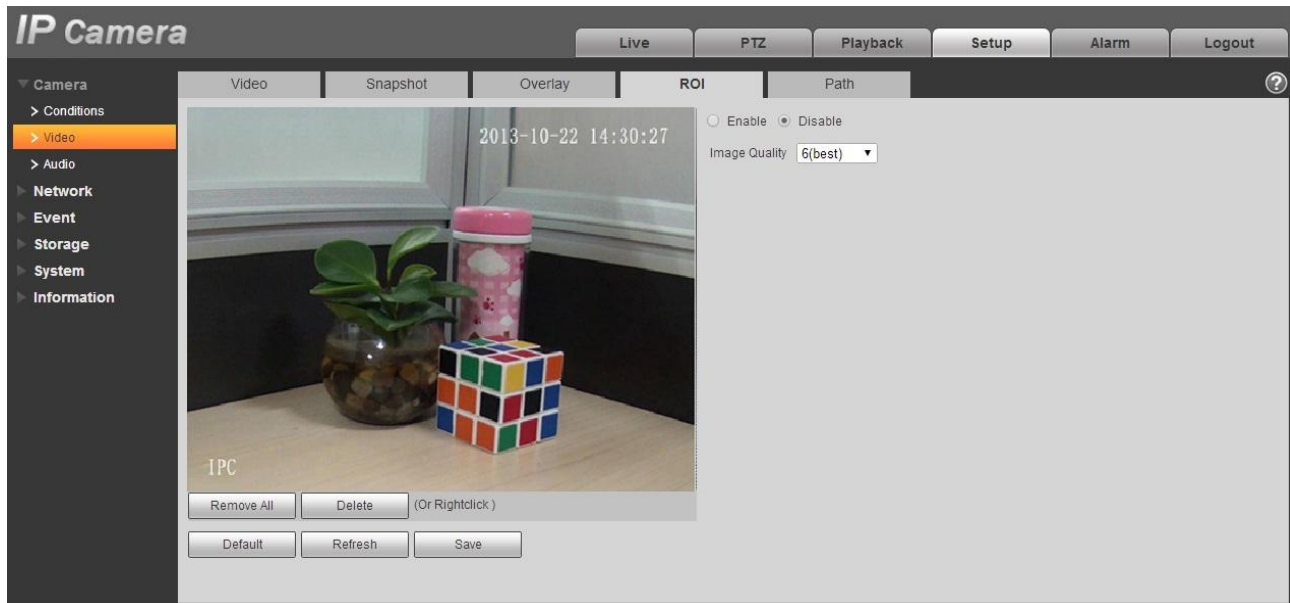 IP Camera
Live
PTZ
Playback
Setup
Alarm
Logout
Camera
> Conditions
> Video
> Audio
Network
Event
Storage
System
Information
Video
Snapshot
Overlay
ROI
Path
?
2013-10-22 14:30:27
IPC
Enable
Disable
Image Quality 6(best)
Remove All
Delete
(Or Rightclick )
Default
Refresh
Save